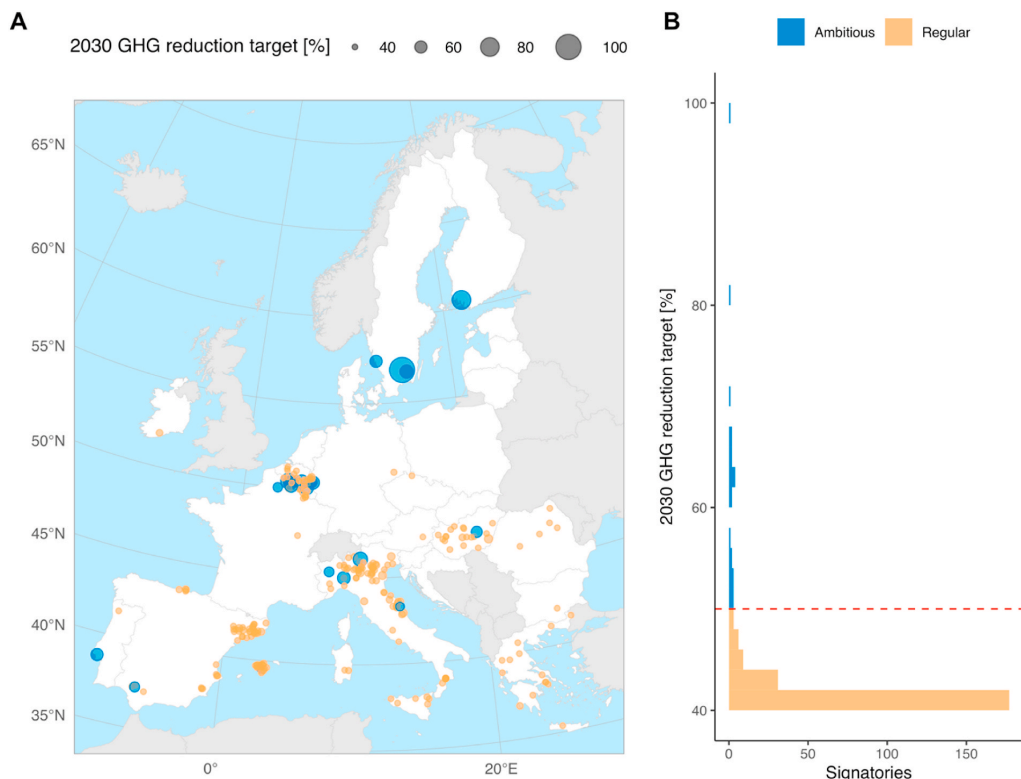 A
2030 GHG reduction target [%] 40 60 80 100
65°N
60°N
55°N
50°N
45°N
40°N
35°N
0° 20°E
B
Ambitious Regular
100
80
60
40
2030 GHG reduction target [%]
0 50 100 150
Signatories